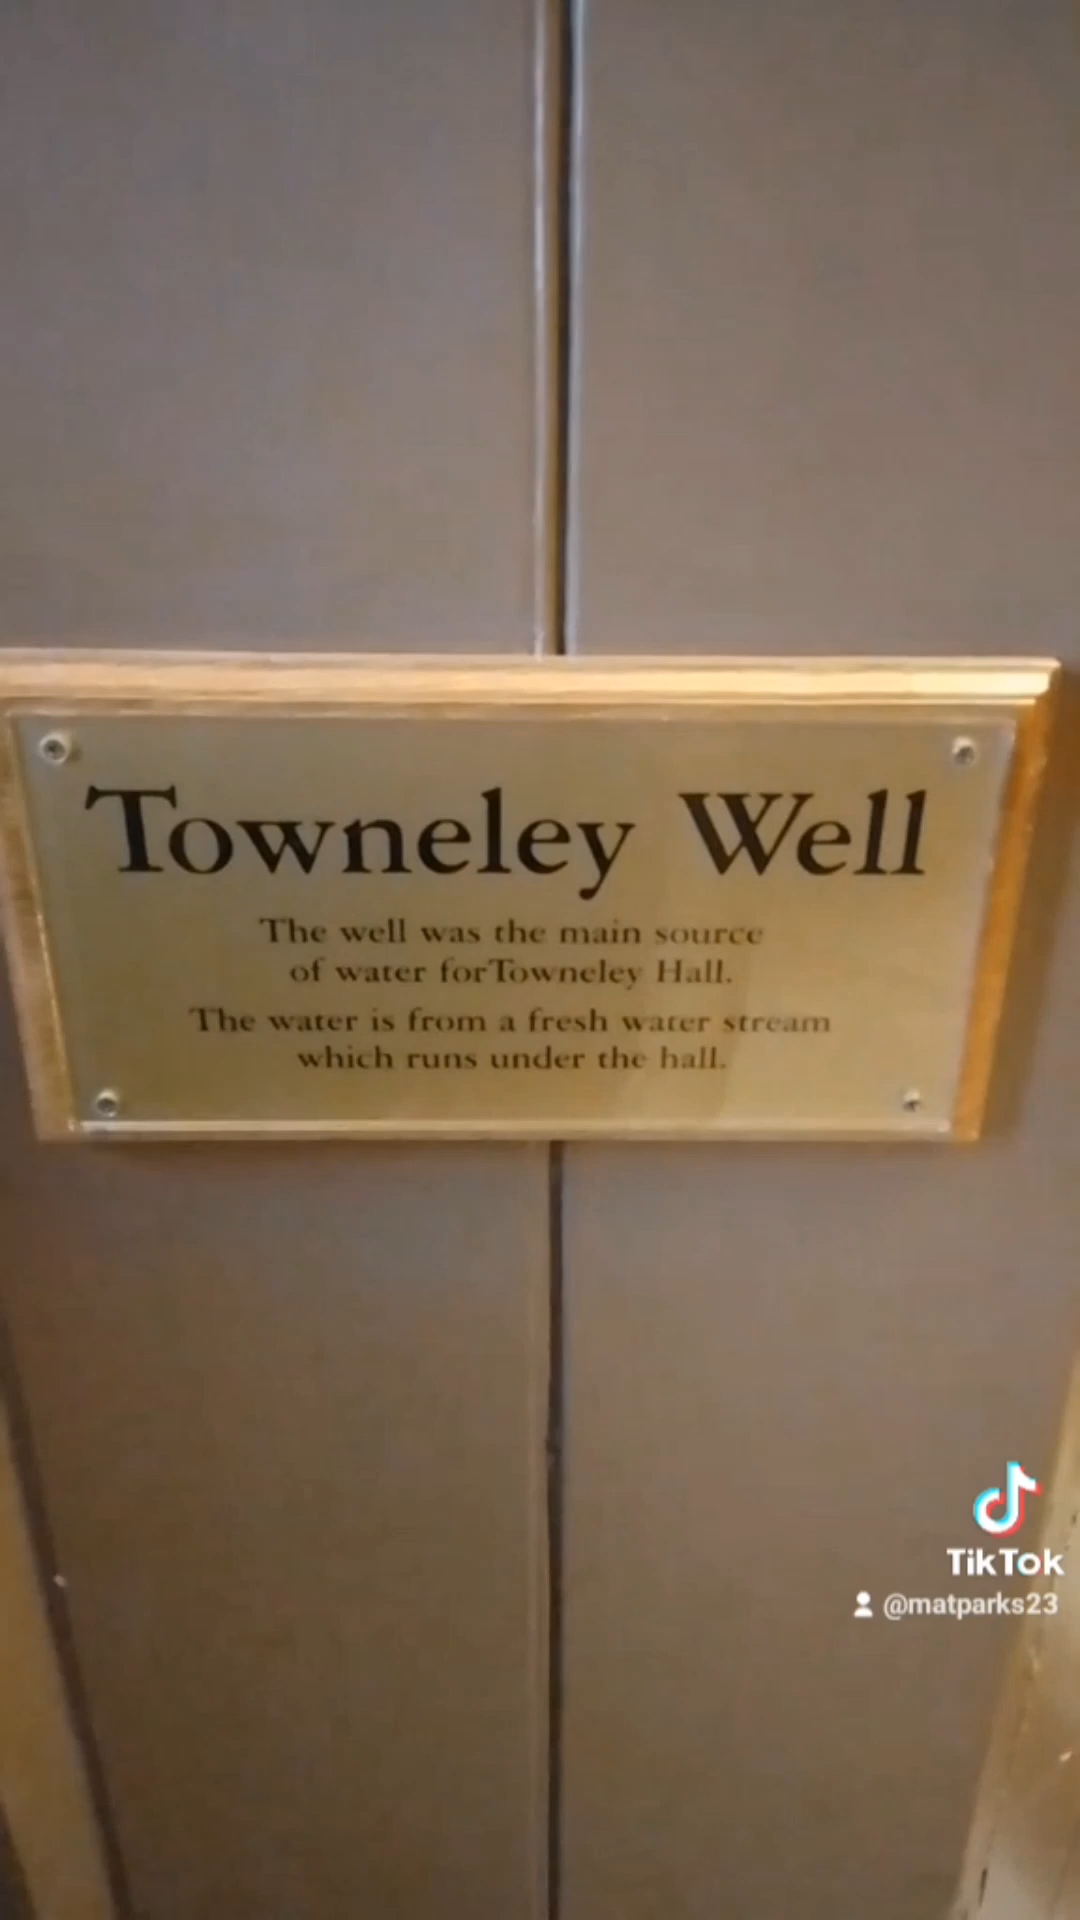 Towneley Well
The well was the main source
of water forTowneley Hall.
The water is from a fresh water stream
which runs under the hall.
TikTok
@matparks23